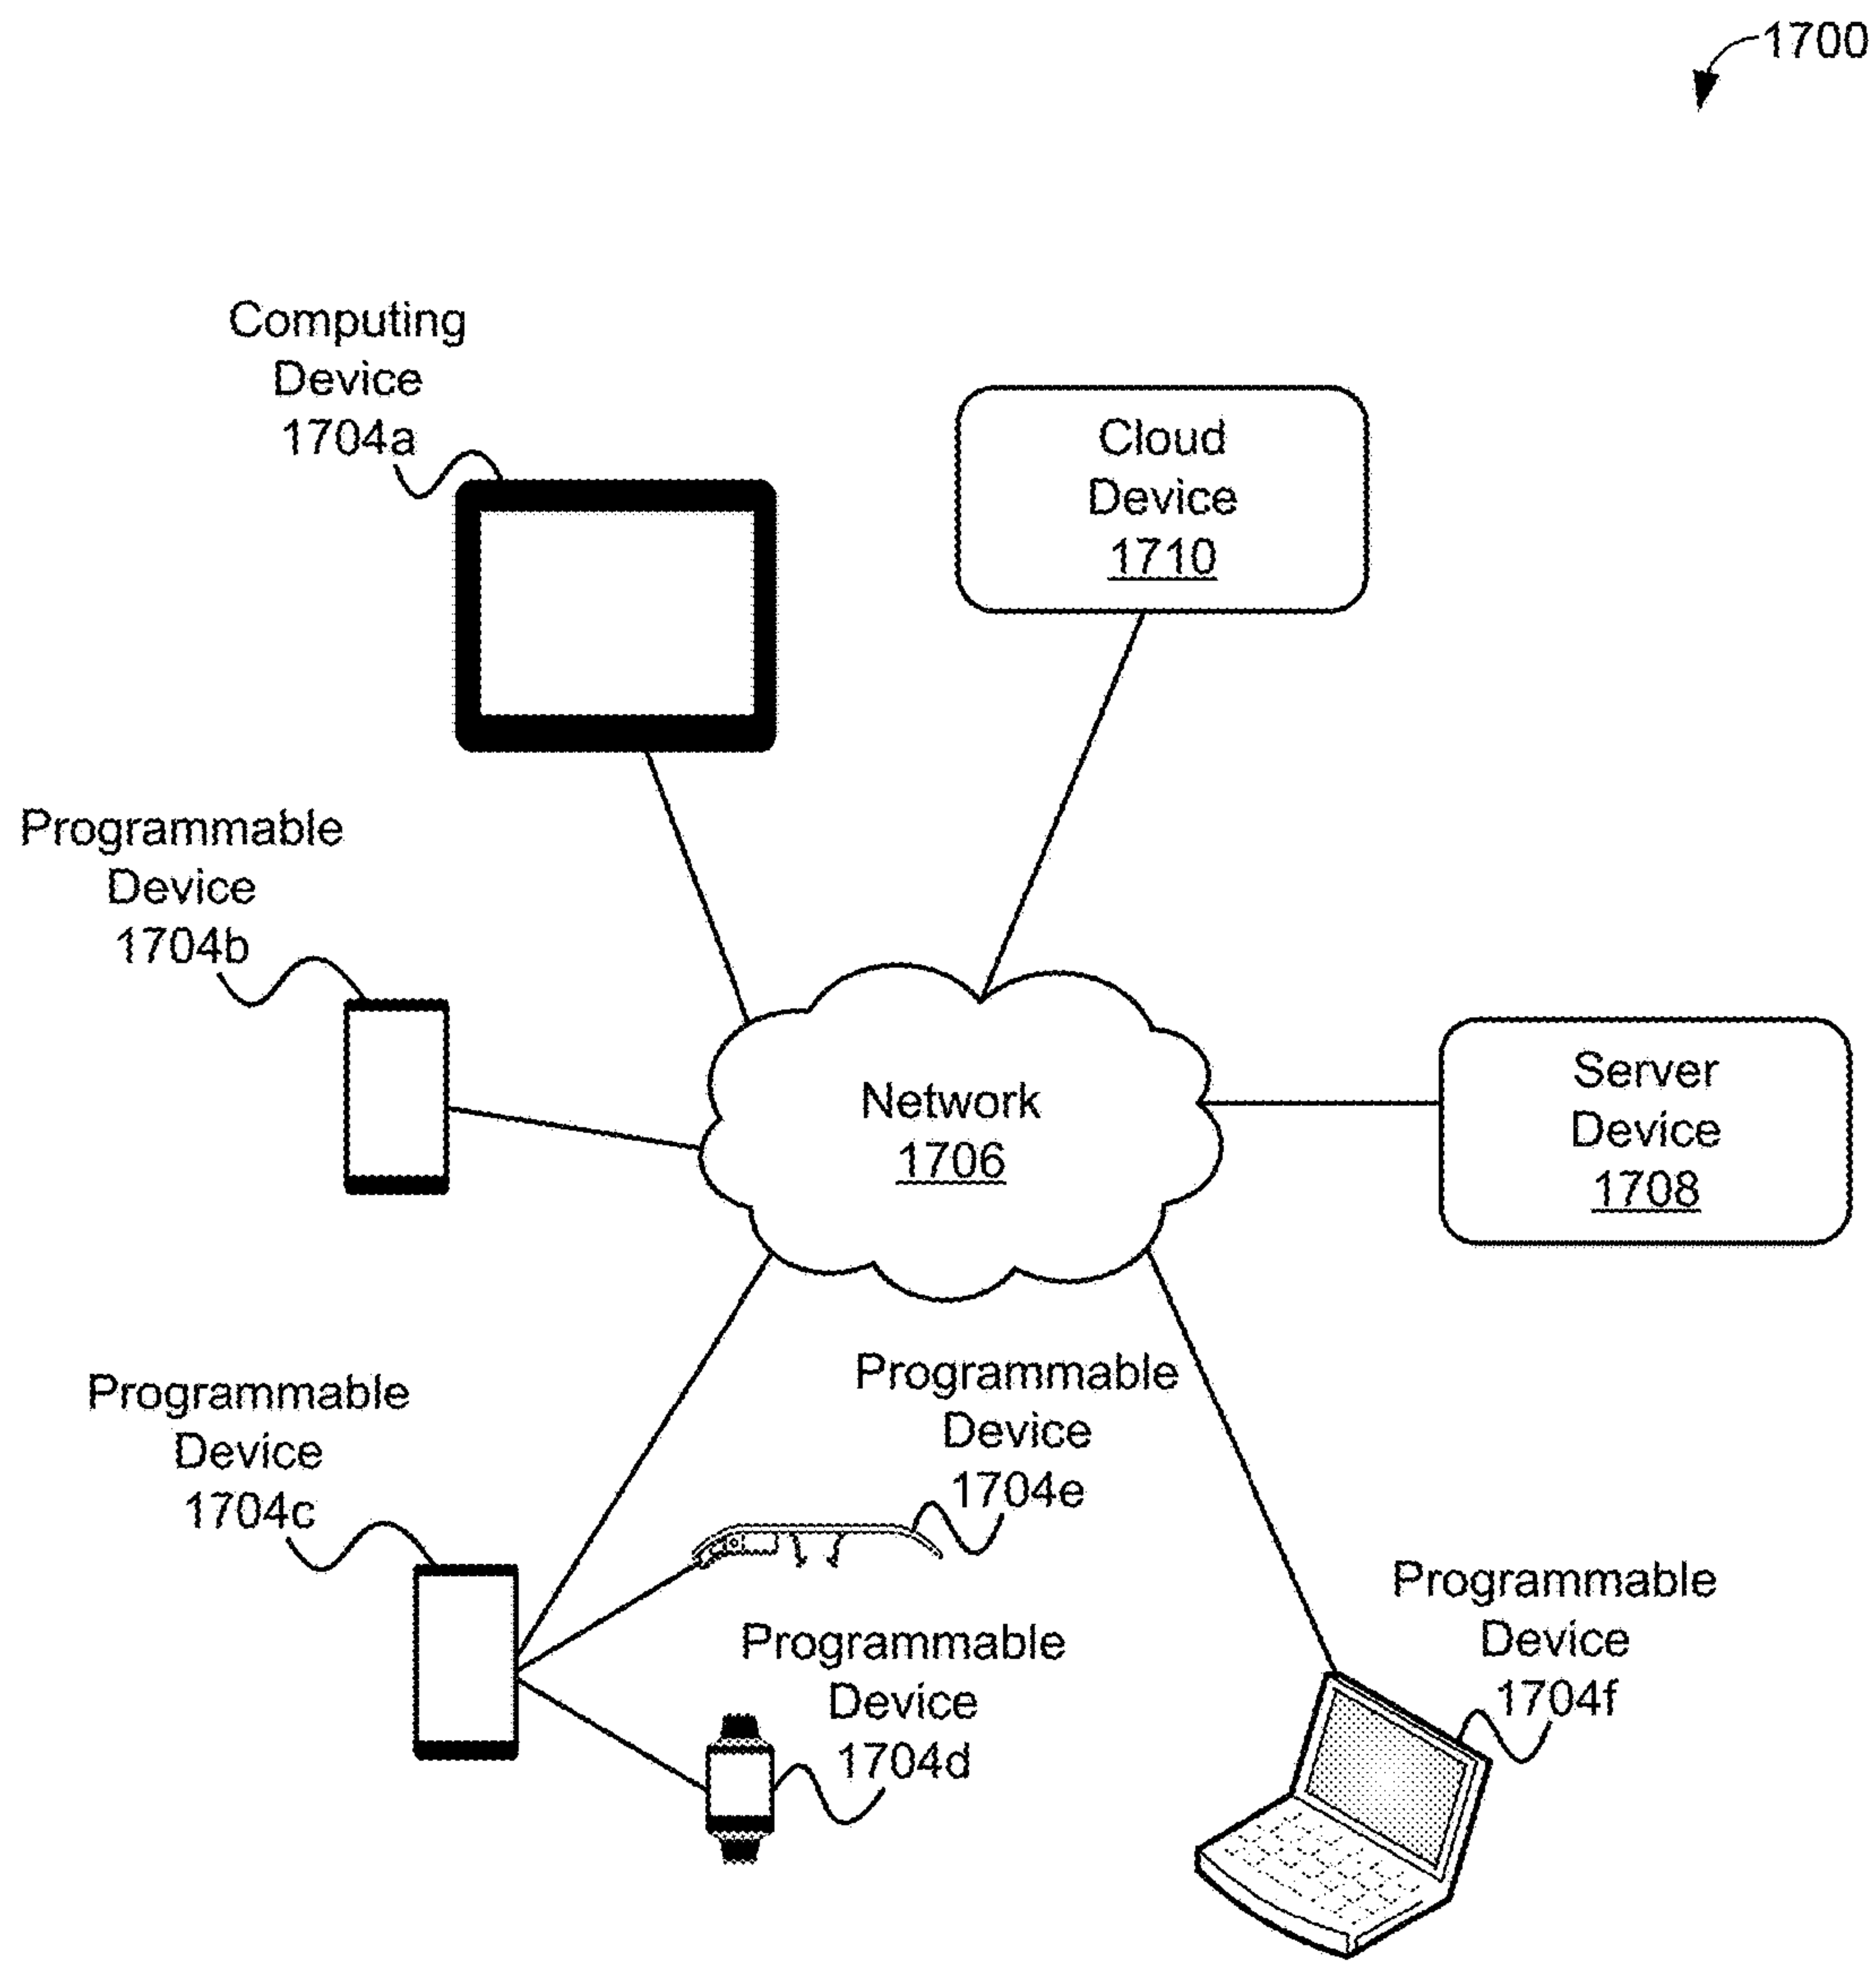 1700
Computing
Device
1704a
Cloud
Device
1710
Programmable
Device
1704b
Network
1706
Server
Device
1708
Programmable
Device
1704c
Programmable
Device
1704e
Programmable
Device
1704d
Programmable
Device
1704f